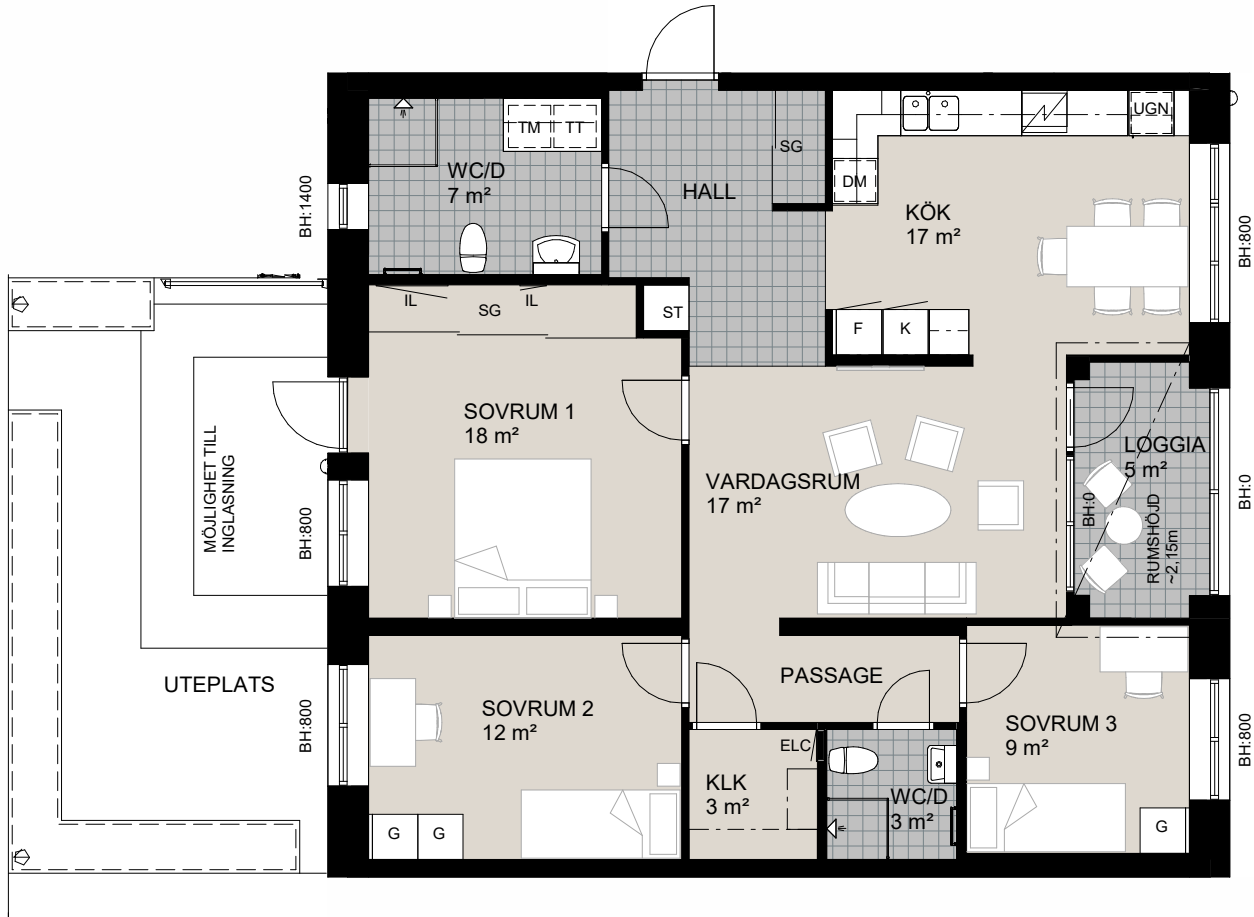 UGN
TM
TT
SG
WC/D
7 m²
DM
HALL
BH:1400
KÖK
17 m²
BH:800
IL
SG
IL
ST
F
K
SOVRUM 1
18 m²
MÖJLIGHET TILL
INGLASNING
BH:800
VARDAGSRUM
17 m²
LOGGIA
5 m²
BH:0
RUMSHÖJD
~2,15m
BH:0
UTEPLATS
PASSAGE
BH:800
SOVRUM 2
12 m²
SOVRUM 3
9 m²
BH:800
ELC
KLK
3 m²
WC/D
3 m²
G
G
G